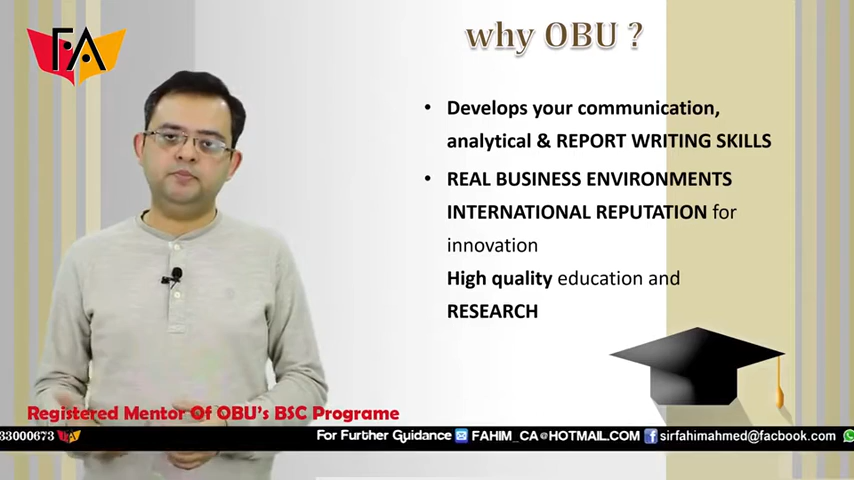 FA
why OBU ?
• Develops your communication,
analytical & REPORT WRITING SKILLS
• REAL BUSINESS ENVIRONMENTS
INTERNATIONAL REPUTATION for
innovation
High quality education and
RESEARCH
Registered Mentor Of OBU's BSC Programe
33000673 For Further Guidance FAHIM_CA@HOTMAIL.COM sirfahimahmed@facbook.com